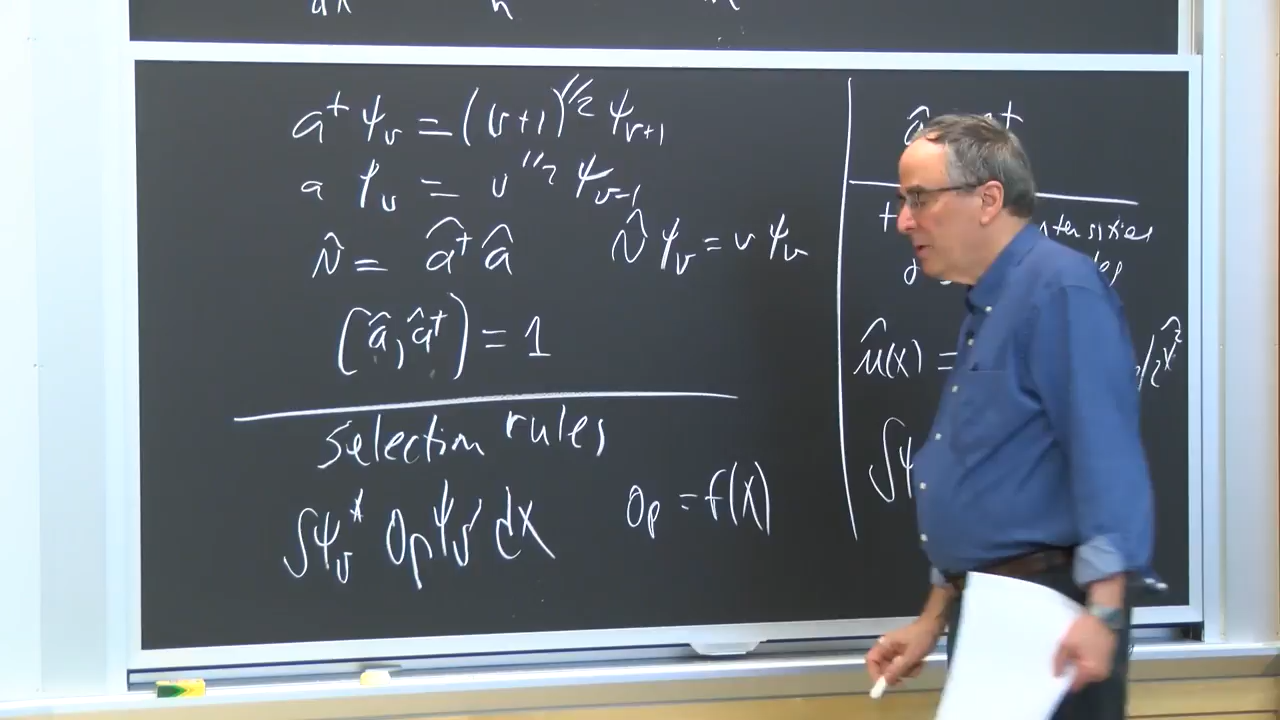 a† ψ_v = (v+1)^{1/2} ψ_{v+1}
a ψ_v = v^{1/2} ψ_{v-1}
N̂ = â† â    N̂ ψ_v = v ψ_v
[â, â†] = 1
selection rules
∫ψ_v* Op ψ_v' dx    Op = f(x)
μ̂(x) =
∫ψ